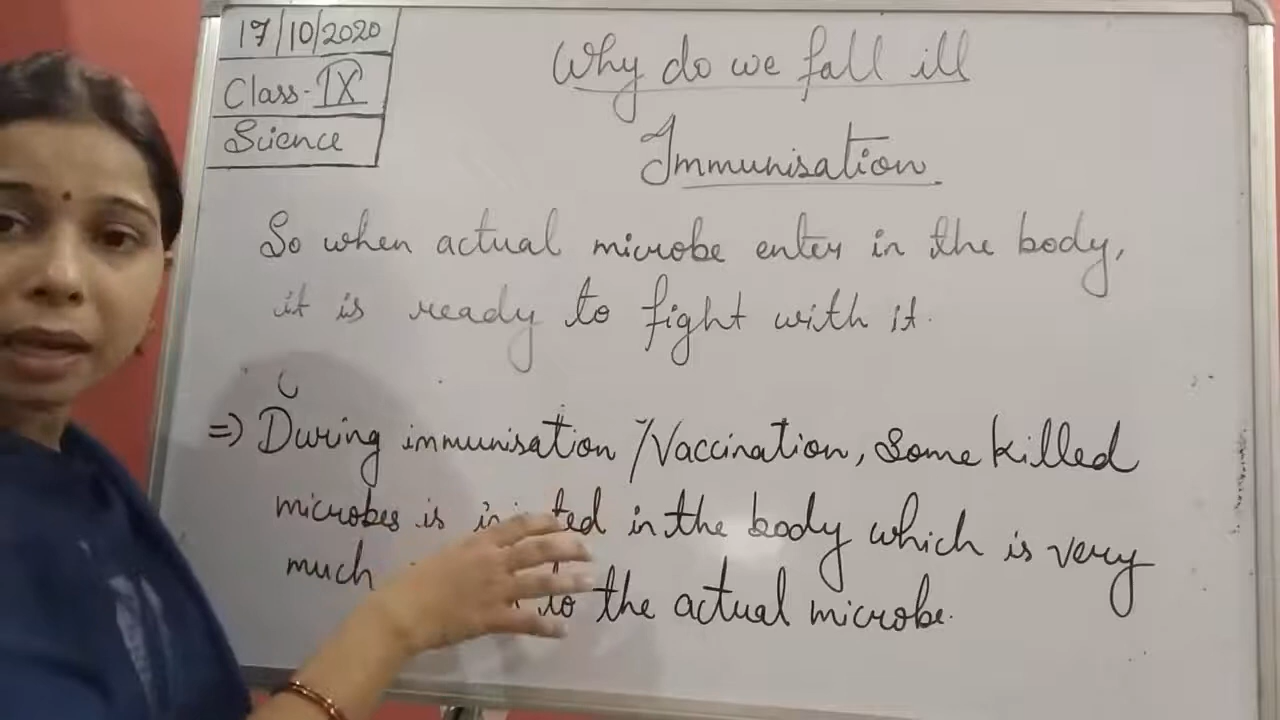 17/10/2020
Class-IX
Science
Why do we fall ill
Immunisation.
So when actual microbe enter in the body,
it is ready to fight with it.
=> During immunisation /Vaccination, Some killed
microbes is in the body which is very
much to the actual microbe.